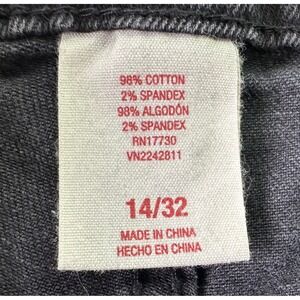 98% COTTON
2% SPANDEX
98% ALGODÓN
2% SPANDEX
RN17730
VN2242811
14/32
MADE IN CHINA
HECHO EN CHINA